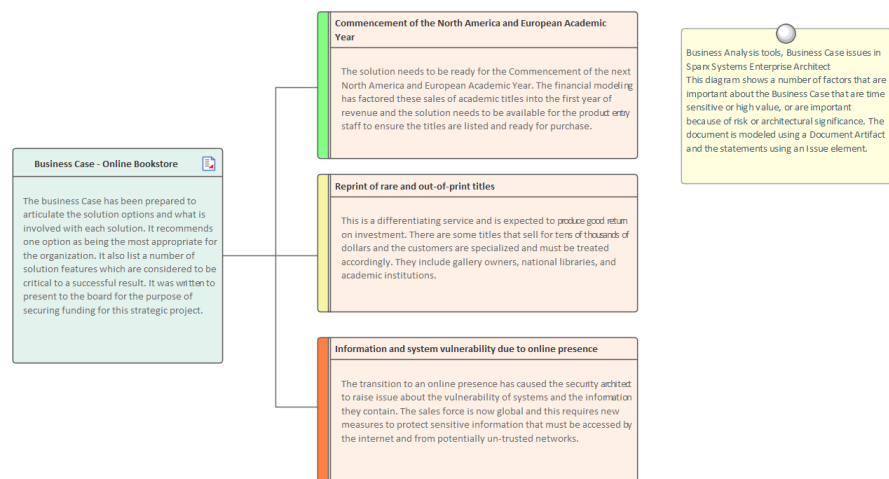 Business Case - Online Bookstore
The business Case has been prepared to
articulate the solution options and what is
involved with each solution. It recommends
one option as being the most appropriate for
the organization. It also list a number of
solution features which are considered to be
critical to a successful result. It was written to
present to the board for the purpose of
securing funding for this strategic project.
Commencement of the North America and European Academic
Year
The solution needs to be ready for the Commencement of the next
North America and European Academic Year. The financial modeling
has factored these sales of academic titles into the first year of
revenue and the solution needs to be available for the product entry
staff to ensure the titles are listed and ready for purchase.
Reprint of rare and out-of-print titles
This is a differentiating service and is expected to produce good return
on investment. There are some titles that sell for tens of thousands of
dollars and the customers are specialized and must be treated
accordingly. They include gallery owners, national libraries, and
academic institutions.
Information and system vulnerability due to online presence
The transition to an online presence has caused the security architect
to raise issue about the vulnerability of systems and the information
they contain. The sales force is now global and this requires new
measures to protect sensitive information that must be accessed by
the internet and from potentially un-trusted networks.
Business Analysis tools, Business Case issues in
Sparx Systems Enterprise Architect
This diagram shows a number of factors that are
important about the Business Case that are time
sensitive or high value, or are important
because of risk or architectural significance. The
document is modeled using a Document Artifact
and the statements using an Issue element.